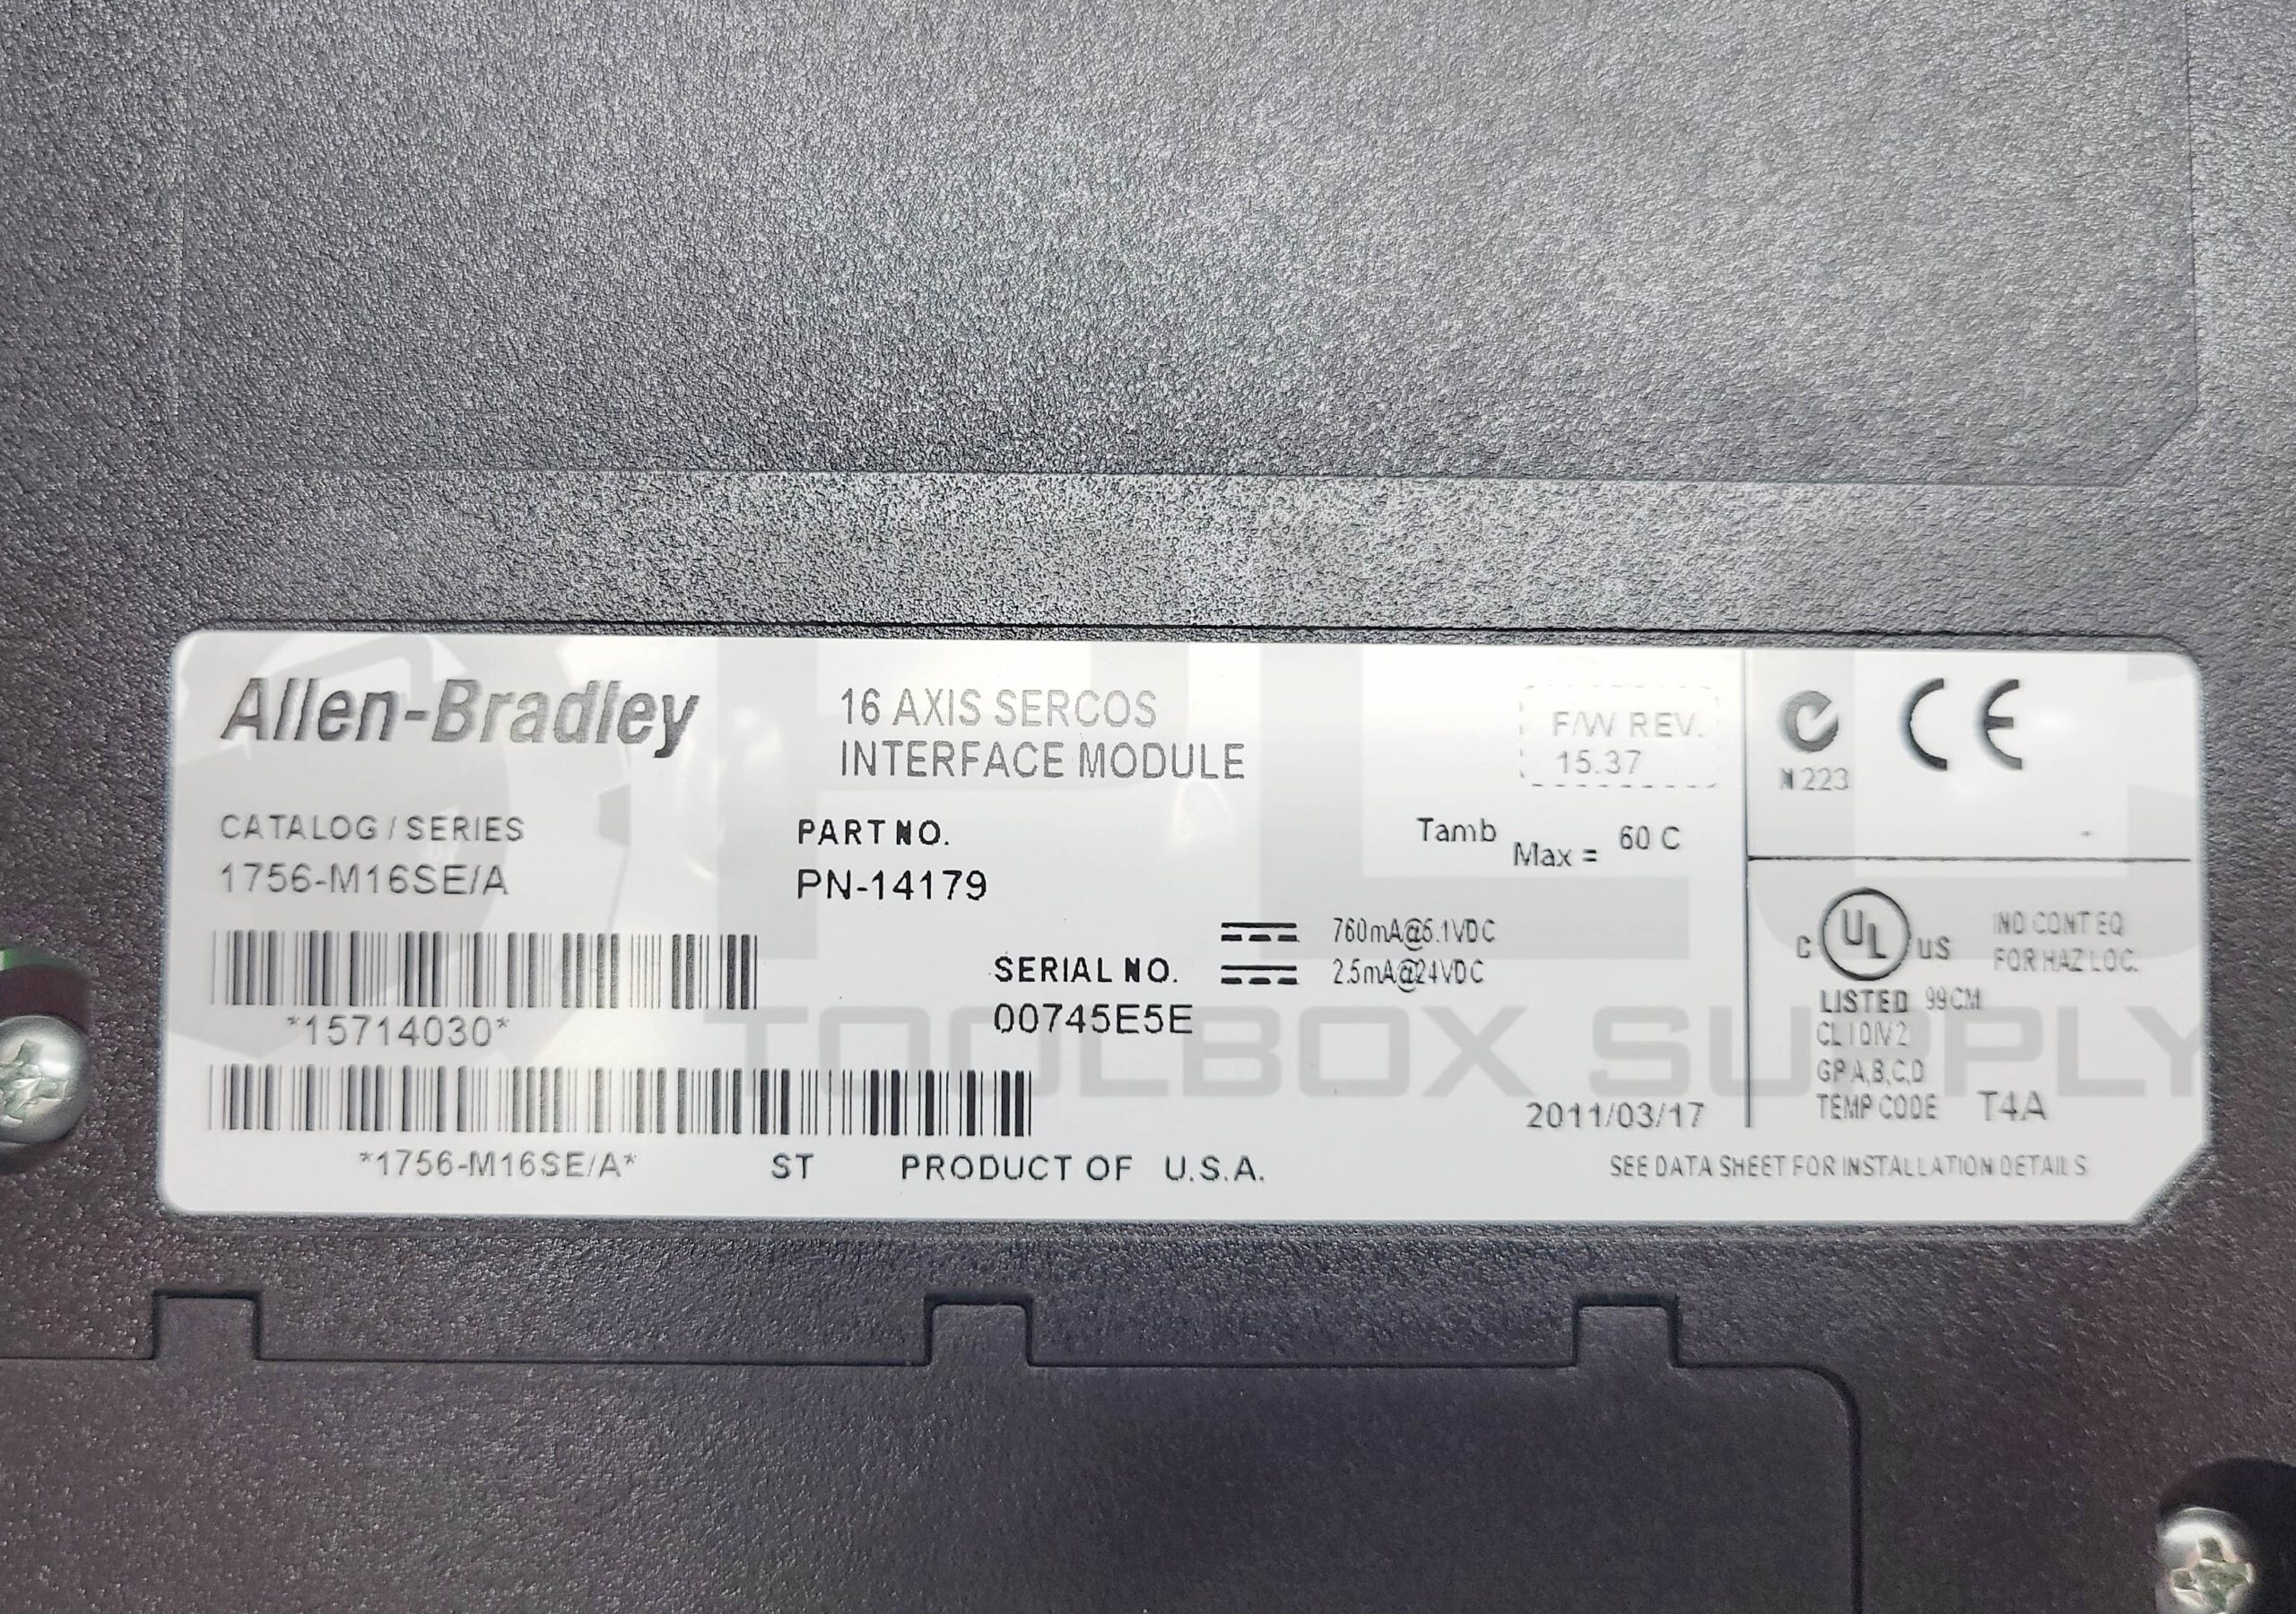 Allen-Bradley
16 AXIS SERCOS
INTERFACE MODULE
F/W REV.
15.37
N223
CE
CATALOG / SERIES
1756-M16SE/A
PART NO.
PN-14179
Tamb Max = 60 C
760mA@5.1VDC
2.5mA@24VDC
SERIAL NO.
00745E5E
*15714030*
*1756-M16SE/A*
ST
PRODUCT OF U.S.A.
2011/03/17
C UL US
IND CONT EQ
FOR HAZ LOC.
LISTED 99CM
CL I DIV 2
GP A,B,C,D
TEMP CODE T4A
SEE DATA SHEET FOR INSTALLATION DETAILS
PLC
TOOLBOX SUPPLY